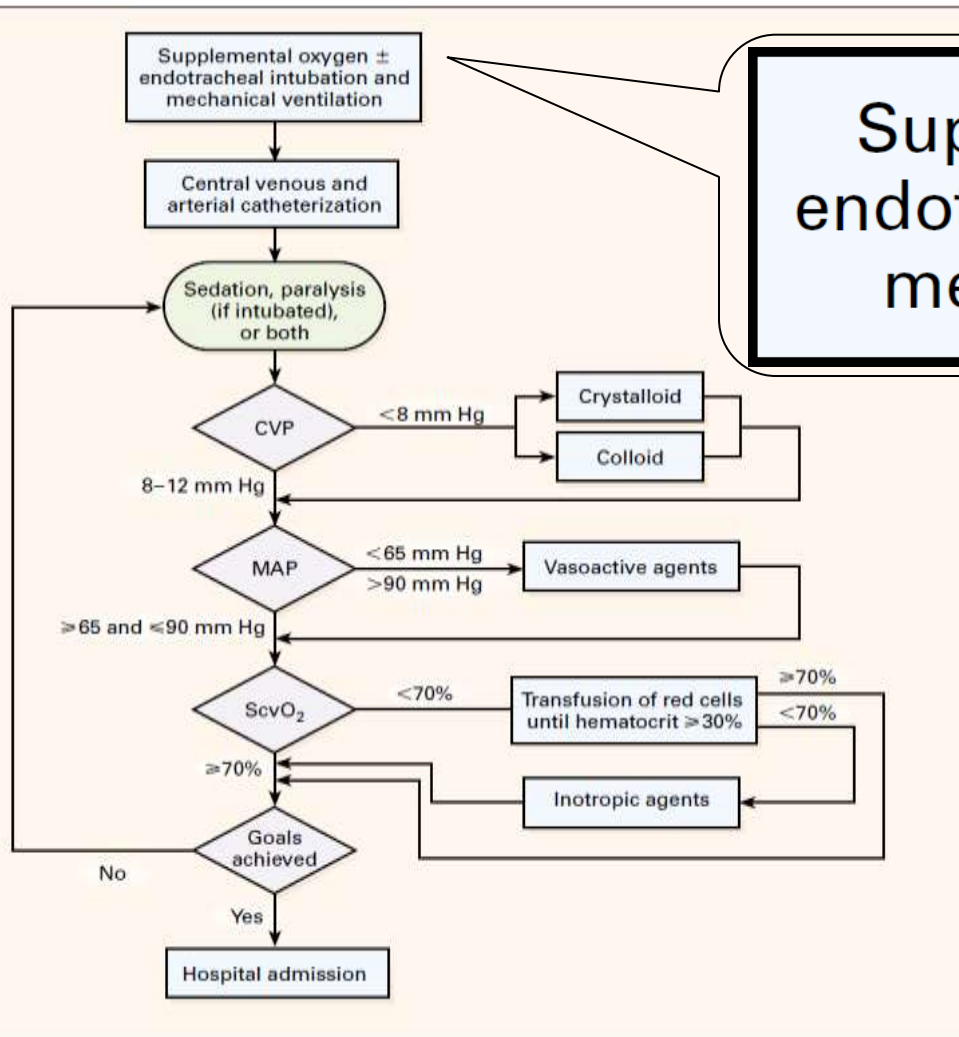 Supplemental oxygen ±
endotracheal intubation and
mechanical ventilation
Sup
endot
me
Central venous and
arterial catheterization
Sedation, paralysis
(if intubated),
or both
CVP
<8 mm Hg
Crystalloid
Colloid
8–12 mm Hg
MAP
<65 mm Hg
>90 mm Hg
Vasoactive agents
≥65 and ≤90 mm Hg
ScvO₂
<70%
Transfusion of red cells
until hematocrit ≥30%
≥70%
<70%
≥70%
Inotropic agents
Goals
achieved
No
Yes
Hospital admission